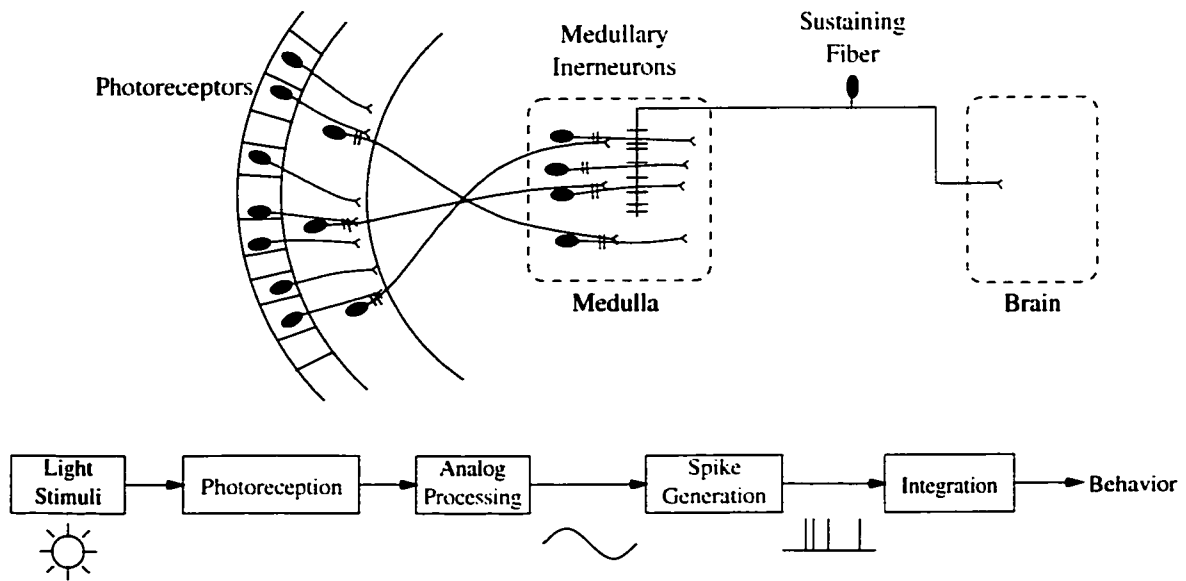 Sustaining
Fiber
Medullary
Inerneurons
Photoreceptors
Medulla
Brain
Light
Stimuli
Photoreception
Analog
Processing
Spike
Generation
Integration
Behavior